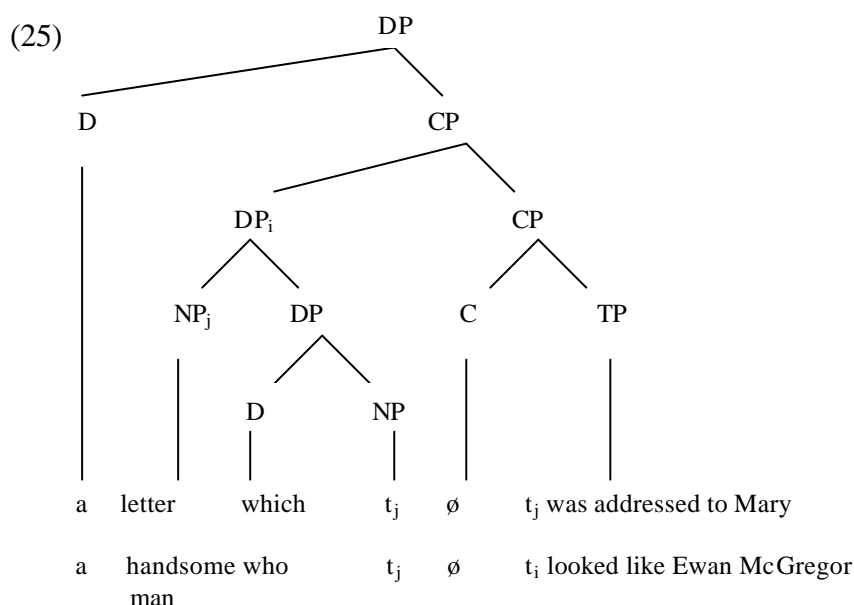 (25) DP
D CP
DPᵢ CP
NPⱼ DP C TP
D NP
a letter which tⱼ ø tⱼ was addressed to Mary
a handsome who tⱼ ø tᵢ looked like Ewan McGregor
man